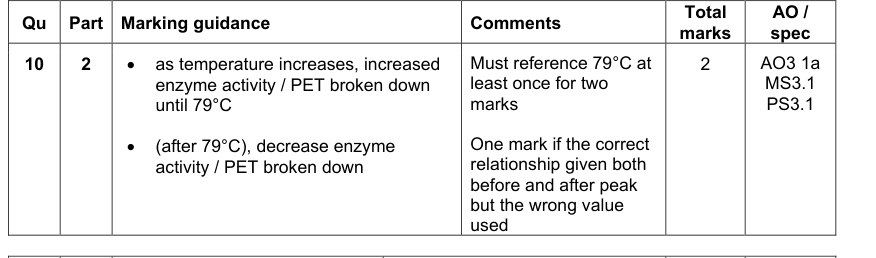 Qu Part Marking guidance Comments Total marks AO / spec
10 2 • as temperature increases, increased enzyme activity / PET broken down until 79°C
• (after 79°C), decrease enzyme activity / PET broken down
Must reference 79°C at least once for two marks
One mark if the correct relationship given both before and after peak but the wrong value used
2
AO3 1a
MS3.1
PS3.1